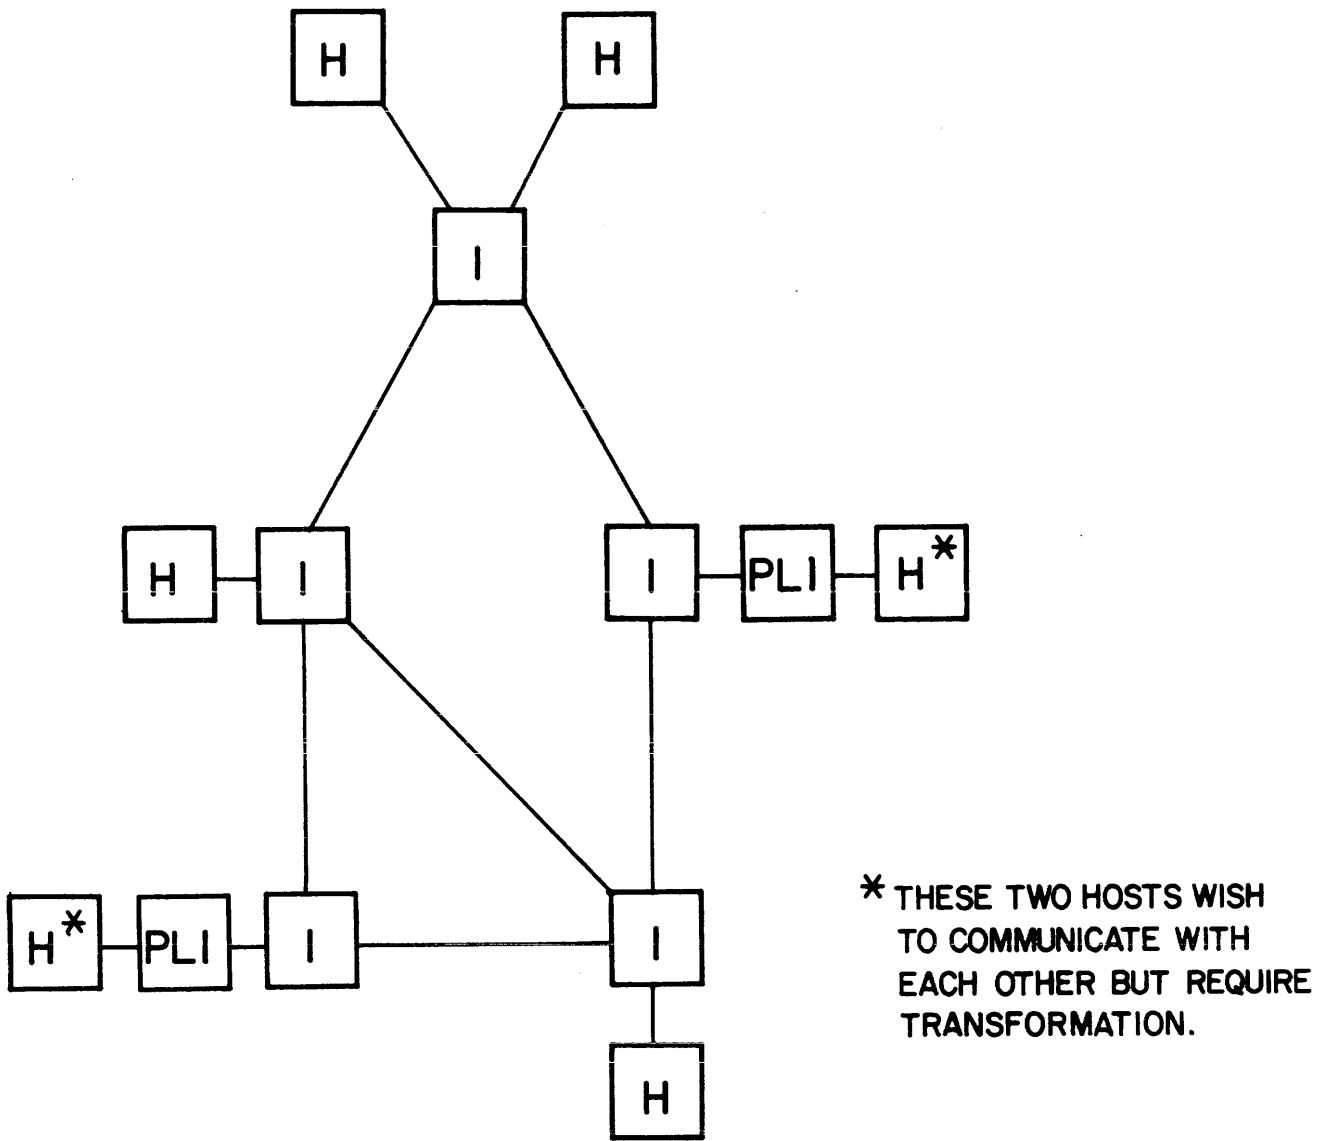 H H
I
H I I PLI H*
H* PLI I I
* THESE TWO HOSTS WISH
TO COMMUNICATE WITH
EACH OTHER BUT REQUIRE
TRANSFORMATION.
H